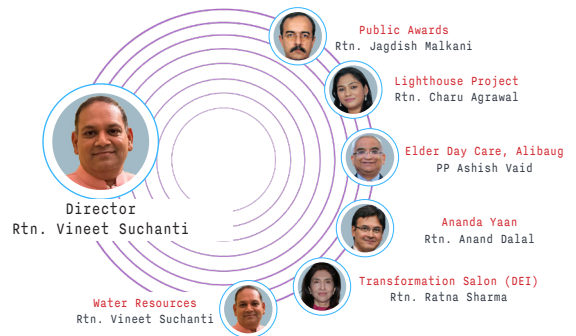 Public Awards
Rtn. Jagdish Malkani
Lighthouse Project
Rtn. Charu Agrawal
Elder Day Care, Alibaug
PP Ashish Vaid
Director
Rtn. Vineet Suchanti
Ananda Yaan
Rtn. Anand Dalal
Transformation Salon (DEI)
Rtn. Ratna Sharma
Water Resources
Rtn. Vineet Suchanti